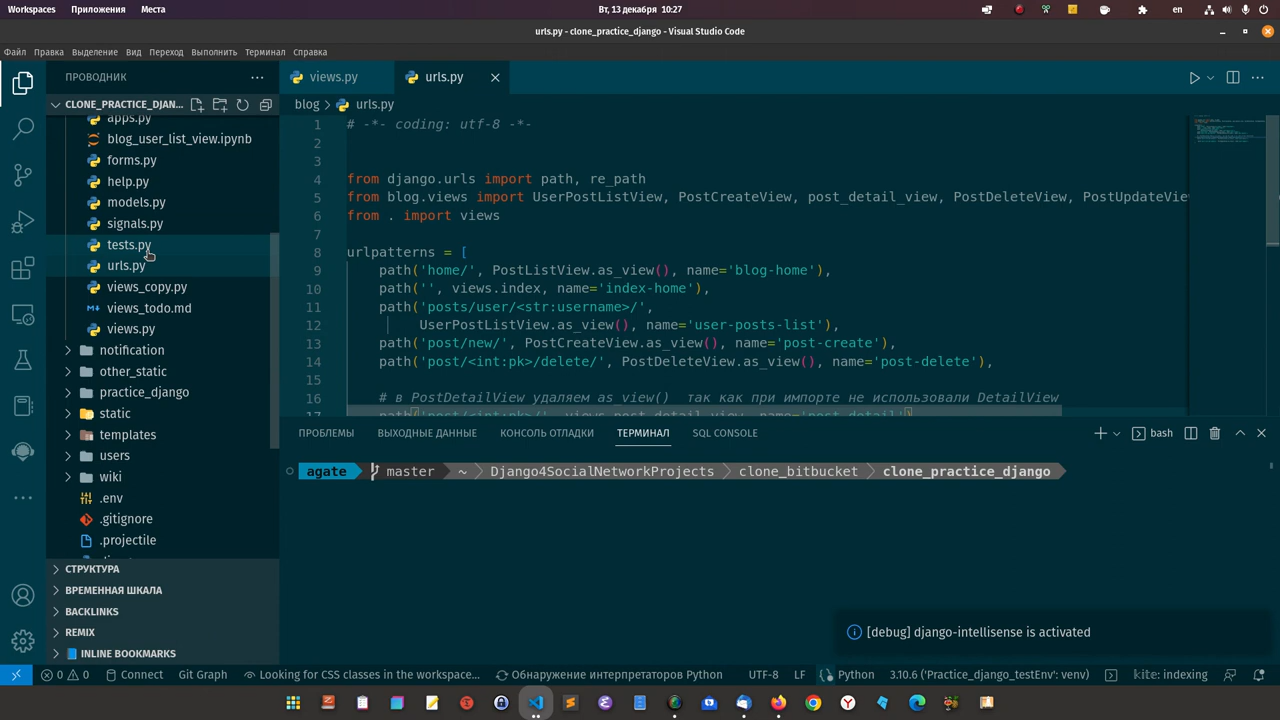 Workspaces Приложения Места Вт, 13 декабря 10:27 en
urls.py - clone_practice_django - Visual Studio Code
Файл Правка Выделение Вид Переход Выполнить Терминал Справка
ПРОВОДНИК
views.py urls.py
CLONE_PRACTICE_DJAN...
blog > urls.py
apps.py
blog_user_list_view.ipynb
forms.py
help.py
models.py
signals.py
tests.py
urls.py
views_copy.py
views_todo.md
views.py
notification
other_static
practice_django
static
templates
users
wiki
.env
.gitignore
.projectile
СТРУКТУРА
ВРЕМЕННАЯ ШКАЛА
BACKLINKS
REMIX
INLINE BOOKMARKS
1 # -*- coding: utf-8 -*-
2
3
4 from django.urls import path, re_path
5 from blog.views import UserPostListView, PostCreateView, post_detail_view, PostDeleteView, PostUpdateView
6 from . import views
7
8 urlpatterns = [
9 path('home/', PostListView.as_view(), name='blog-home'),
10 path('', views.index, name='index-home'),
11 path('posts/user/<str:username>/',
12 UserPostListView.as_view(), name='user-posts-list'),
13 path('post/new/', PostCreateView.as_view(), name='post-create'),
14 path('post/<int:pk>/delete/', PostDeleteView.as_view(), name='post-delete'),
15
16 # в PostDetailView удаляем as_view() так как при импорте не использовали DetailView
17 path('post/<int:pk>/', views.post_detail_view, name='post_detail')
ПРОБЛЕМЫ ВЫХОДНЫЕ ДАННЫЕ КОНСОЛЬ ОТЛАДКИ ТЕРМИНАЛ SQL CONSOLE bash
agate master ~ Django4SocialNetworkProjects clone_bitbucket clone_practice_django
[debug] django-intellisense is activated
0 0 Connect Git Graph Looking for CSS classes in the workspace... Обновление интерпретаторов Python UTF-8 LF Python 3.10.6 ('Practice_django_testEnv': venv) kite: indexing